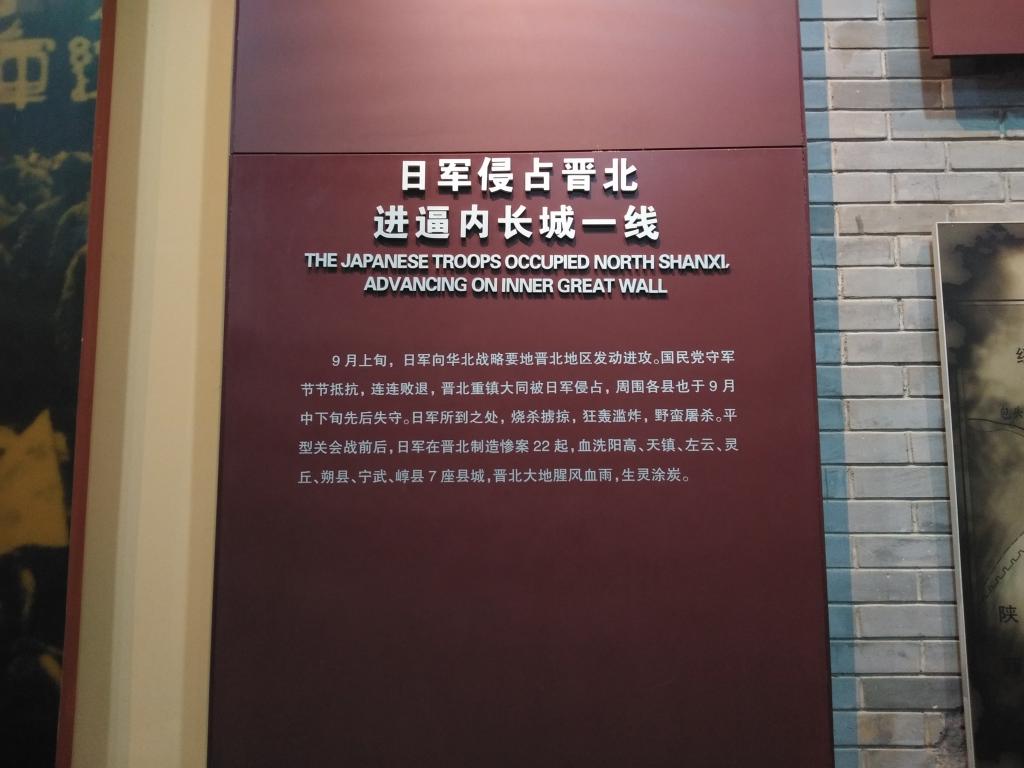 日军侵占晋北
进逼内长城一线
THE JAPANESE TROOPS OCCUPIED NORTH SHANXI,
ADVANCING ON INNER GREAT WALL
9月上旬，日军向华北战略要地晋北地区发动进攻。国民党守军
节节抵抗，连连败退，晋北重镇大同被日军侵占，周围各县也于9月
中下旬先后失守。日军所到之处，烧杀掳掠，狂轰滥炸，野蛮屠杀。平
型关会战前后，日军在晋北制造惨案22起，血洗阳高、天镇、左云、灵
丘、朔县、宁武、崞县7座县城，晋北大地腥风血雨，生灵涂炭。
陕